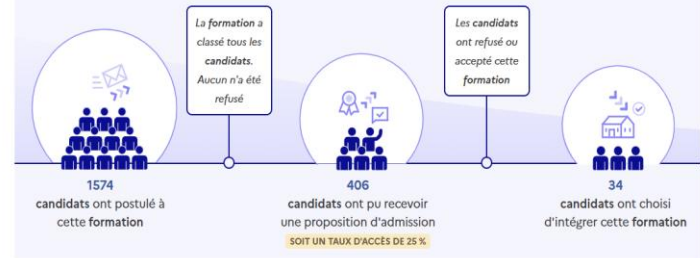 La formation a
classé tous les
candidats.
Aucun n'a été
refusé
Les candidats
ont refusé ou
accepté cette
formation
1574
candidats ont postulé à
cette formation
406
candidats ont pu recevoir
une proposition d'admission
SOIT UN TAUX D'ACCÈS DE 25 %
34
candidats ont choisi
d'intégrer cette formation